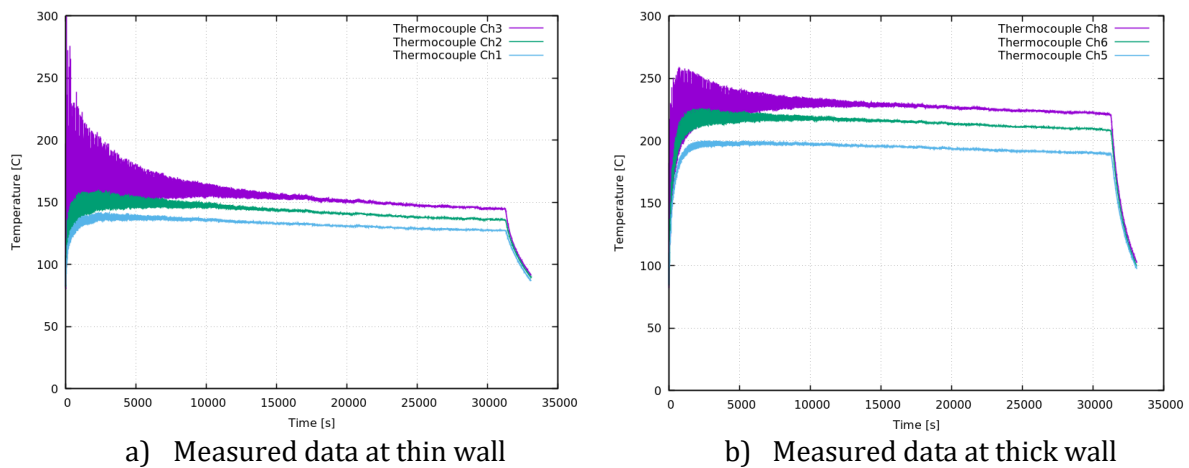 Thermocouple Ch3
Thermocouple Ch2
Thermocouple Ch1
Temperature [C]
300
250
200
150
100
50
0
0 5000 10000 15000 20000 25000 30000 35000
Time [s]
a) Measured data at thin wall
Thermocouple Ch8
Thermocouple Ch6
Thermocouple Ch5
Temperature [C]
300
250
200
150
100
50
0
0 5000 10000 15000 20000 25000 30000 35000
Time [s]
b) Measured data at thick wall